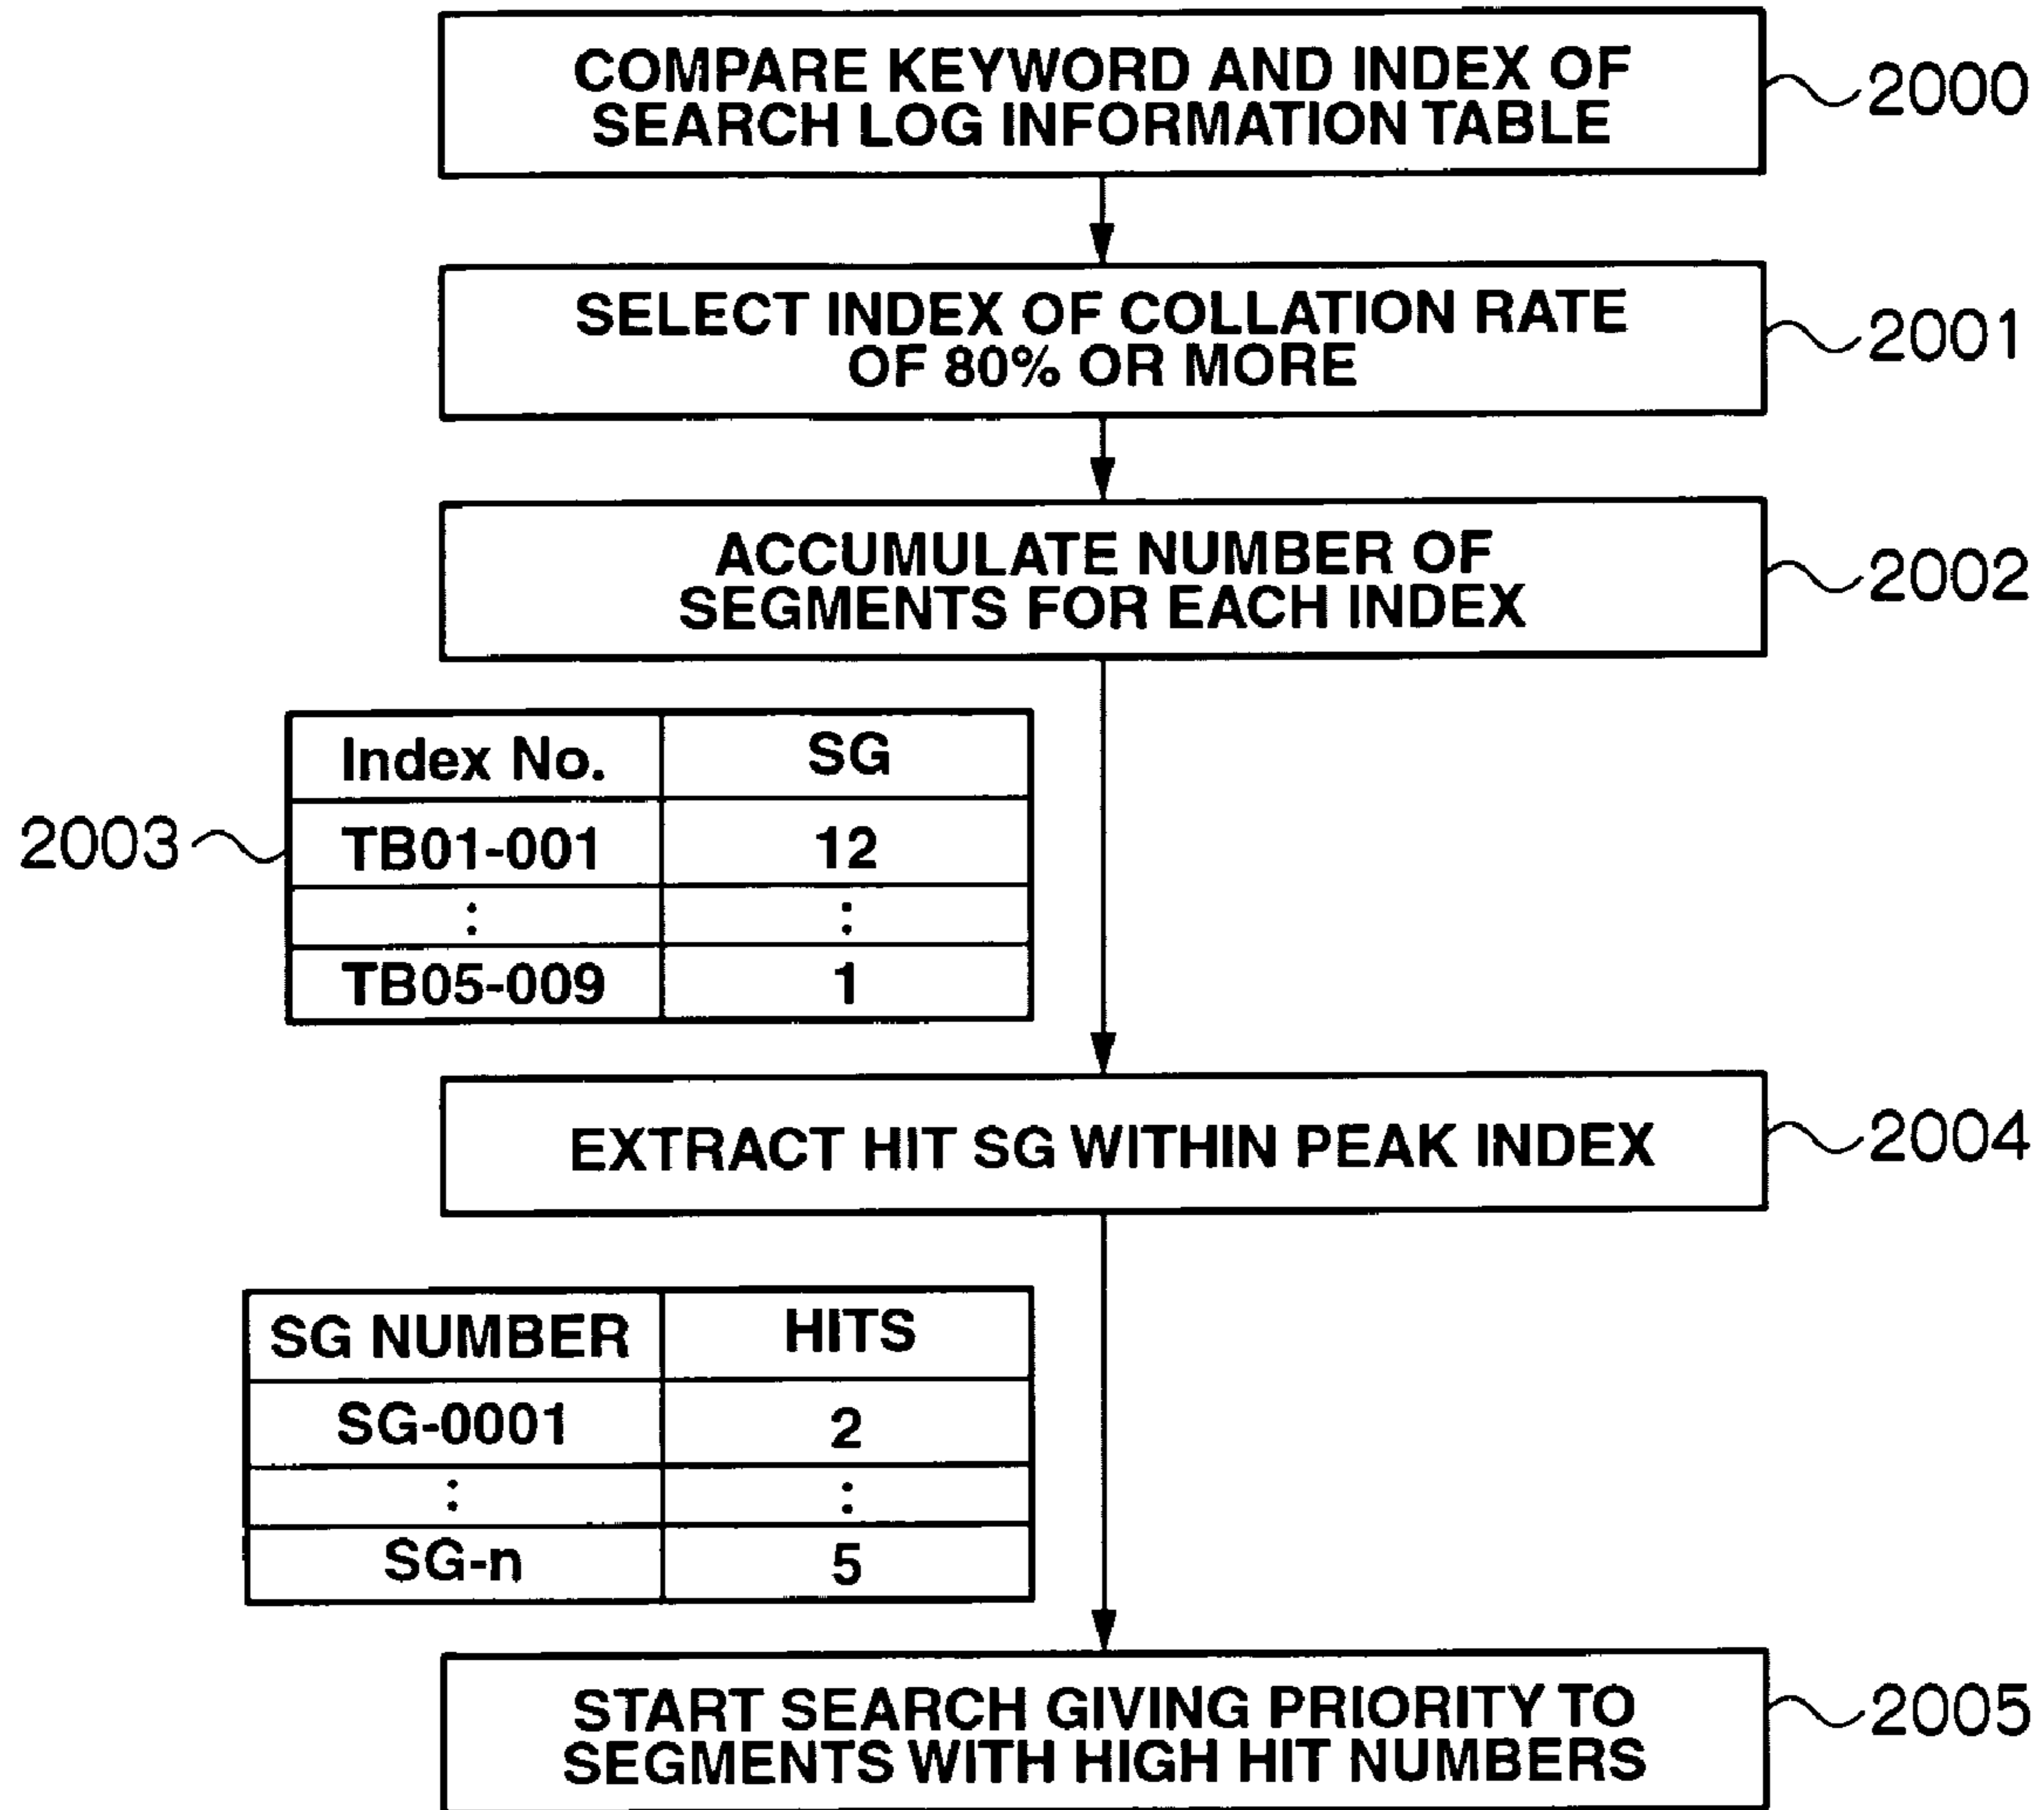 COMPARE KEYWORD AND INDEX OF
SEARCH LOG INFORMATION TABLE
2000
SELECT INDEX OF COLLATION RATE
OF 80% OR MORE
2001
ACCUMULATE NUMBER OF
SEGMENTS FOR EACH INDEX
2002
Index No. SG
2003
TB01-001 12
: :
TB05-009 1
EXTRACT HIT SG WITHIN PEAK INDEX
2004
SG NUMBER HITS
SG-0001 2
: :
SG-n 5
START SEARCH GIVING PRIORITY TO
SEGMENTS WITH HIGH HIT NUMBERS
2005